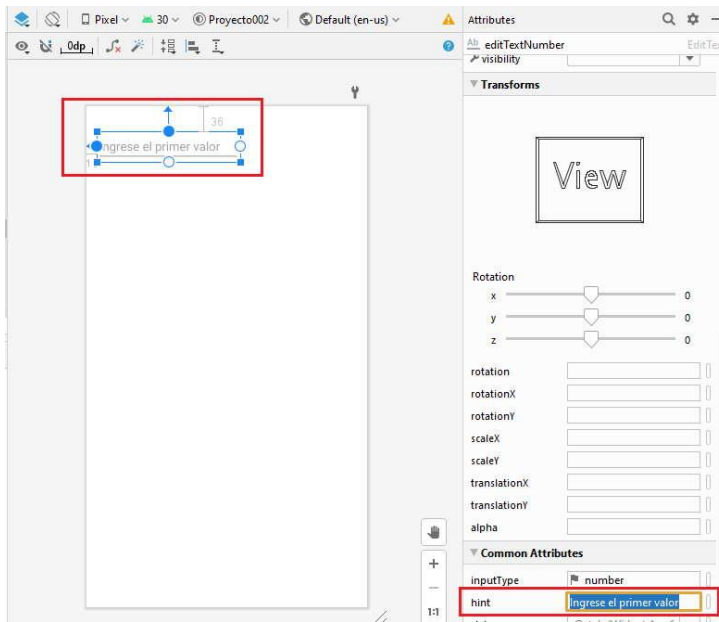 Pixel 30 Proyecto002 Default (en-us)
Attributes
0dp
editTextNumber
visibility
Transforms
36
Ingrese el primer valor
View
Rotation
x 0
y 0
z 0
rotation
rotationX
rotationY
scaleX
scaleY
translationX
translationY
alpha
Common Attributes
inputType number
hint Ingrese el primer valor
1:1